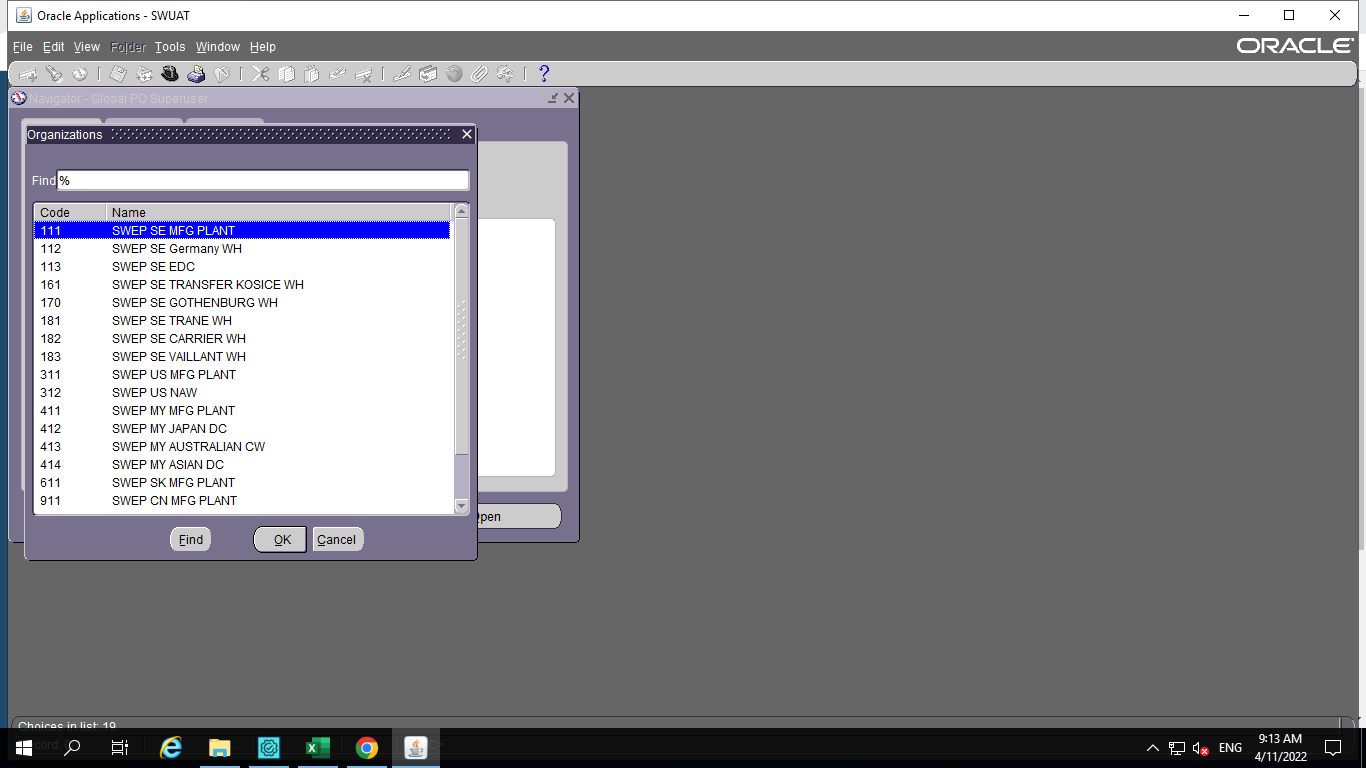 Oracle Applications - SWUAT
File Edit View Folder Tools Window Help
ORACLE
Navigator - Global PO Superuser
Organizations
Find %
Code Name
111 SWEP SE MFG PLANT
112 SWEP SE Germany WH
113 SWEP SE EDC
161 SWEP SE TRANSFER KOSICE WH
170 SWEP SE GOTHENBURG WH
181 SWEP SE TRANE WH
182 SWEP SE CARRIER WH
183 SWEP SE VAILLANT WH
311 SWEP US MFG PLANT
312 SWEP US NAW
411 SWEP MY MFG PLANT
412 SWEP MY JAPAN DC
413 SWEP MY AUSTRALIAN CW
414 SWEP MY ASIAN DC
611 SWEP SK MFG PLANT
911 SWEP CN MFG PLANT
Open
Find OK Cancel
Choices in list: 19
ENG
9:13 AM
4/11/2022